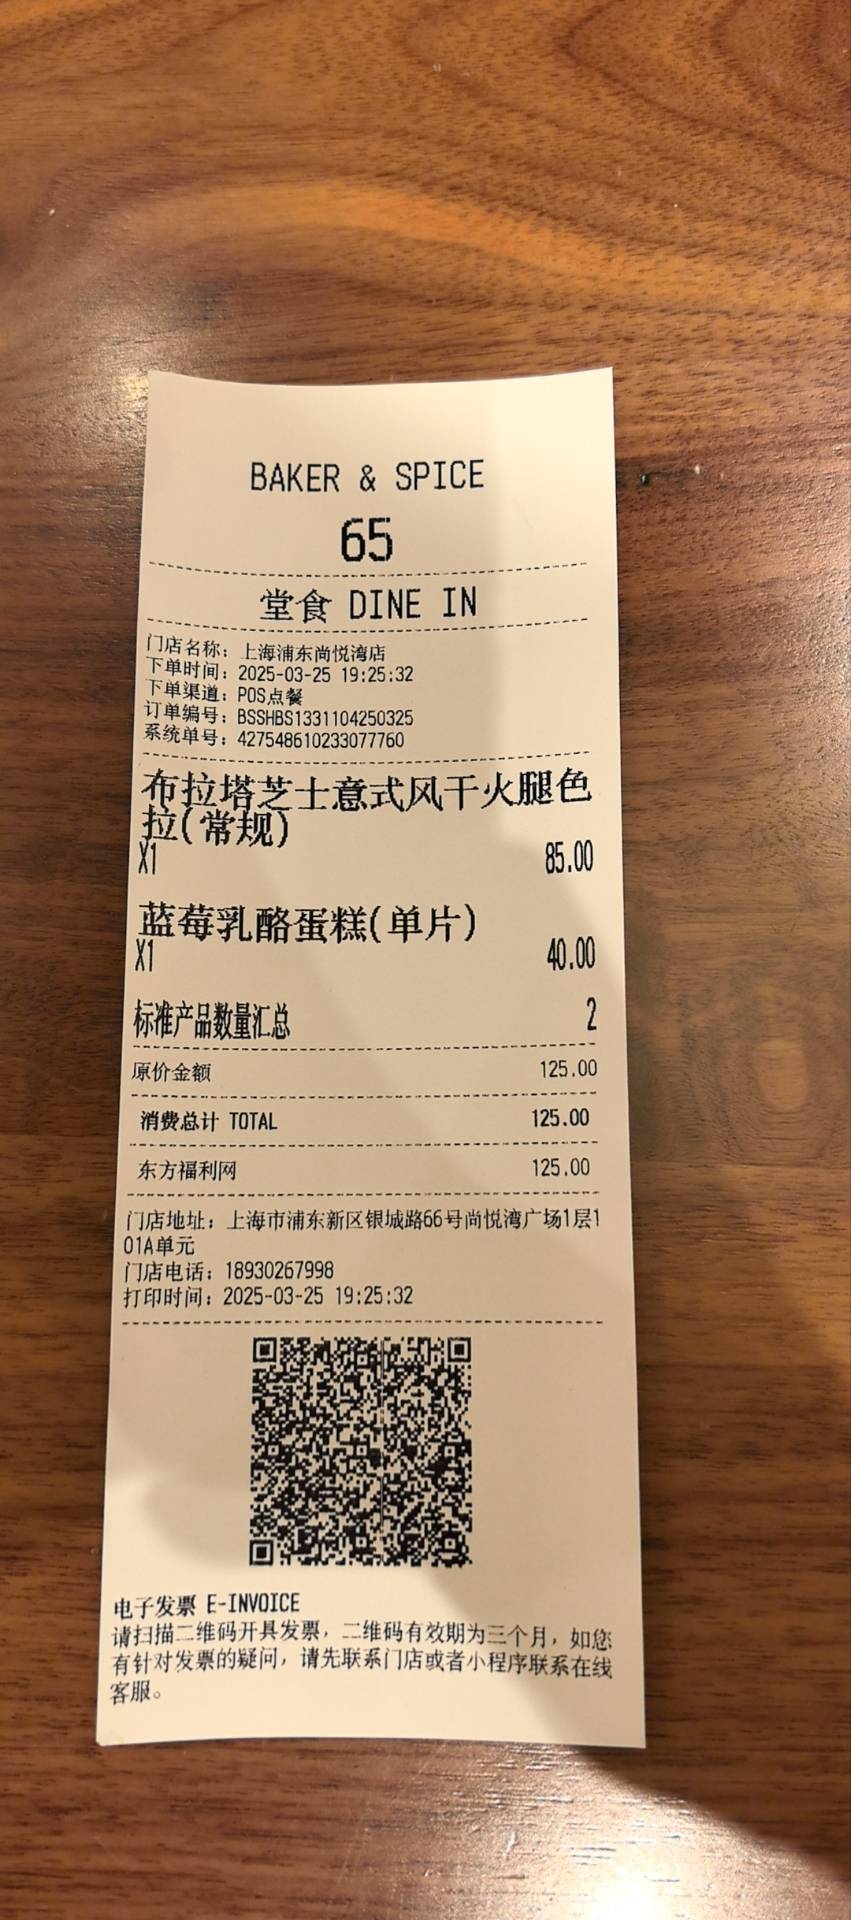 BAKER & SPICE
65
堂食 DINE IN
门店名称：上海浦东尚悦湾店
下单时间：2025-03-25 19:25:32
下单渠道：POS点餐
订单编号：BSSHBS1331104250325
系统单号：427548610233077760
布拉塔芝士意式风干火腿色
拉(常规)
X1 85.00
蓝莓乳酪蛋糕(单片)
X1 40.00
标准产品数量汇总 2
原价金额 125.00
消费总计 TOTAL 125.00
东方福利网 125.00
门店地址：上海市浦东新区银城路66号尚悦湾广场1层1
01A单元
门店电话：18930267998
打印时间：2025-03-25 19:25:32
电子发票 E-INVOICE
请扫描二维码开具发票，二维码有效期为三个月，如您
有针对发票的疑问，请先联系门店或者小程序联系在线
客服。